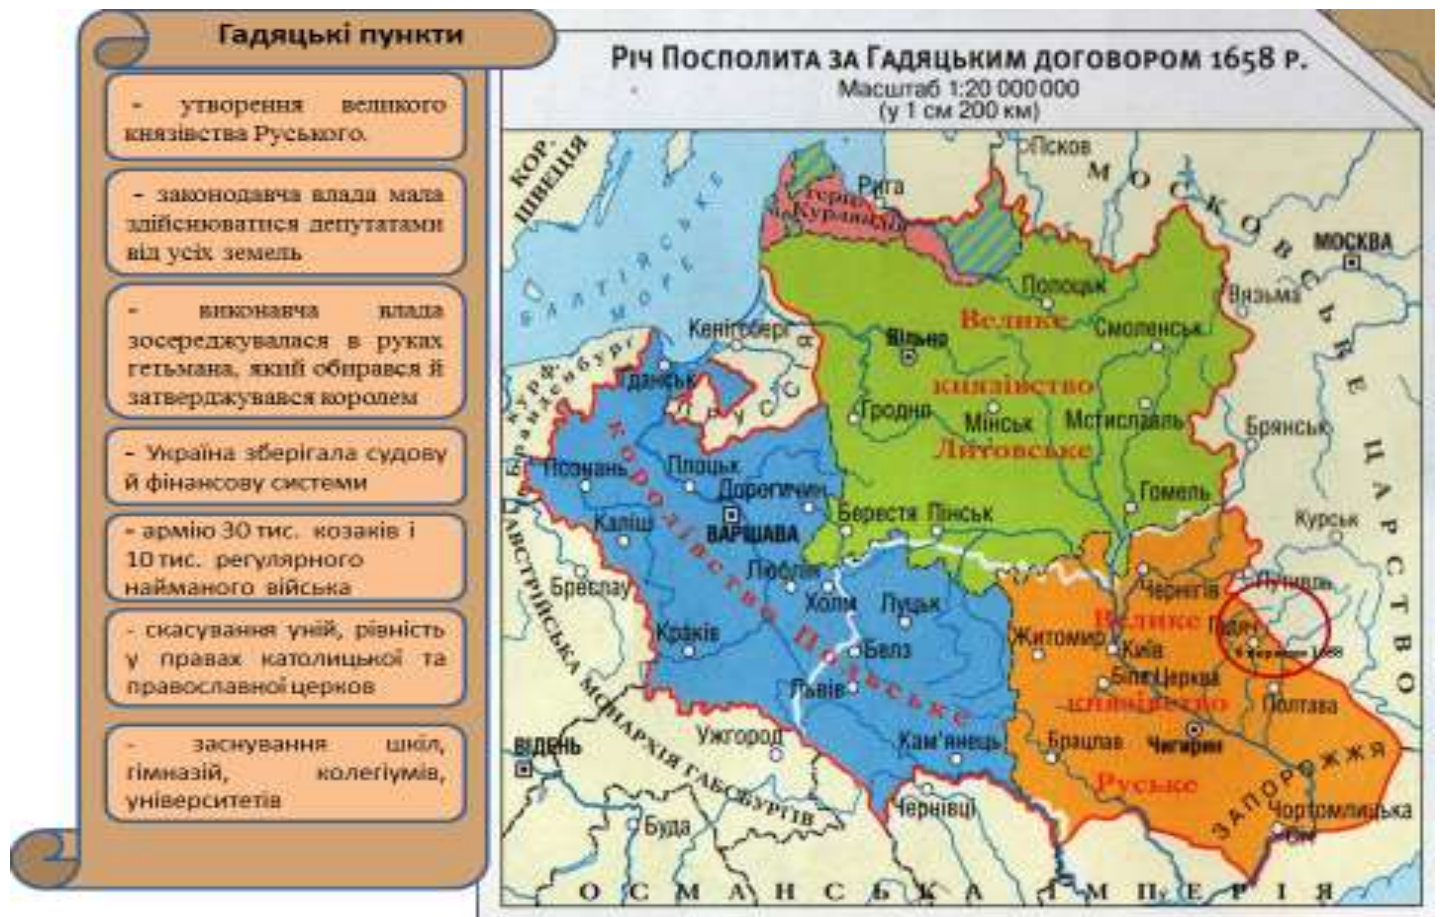 Гадяцькі пункти
- утворення великого
князівства Руського.
- законодавча влада мала
здійснюватися депутатами
від усіх земель
- виконавча влада
зосереджувалася в руках
гетьмана, який обирався й
затверджувався королем
- Україна зберігала судову
й фінансову системи
- армію 30 тис. козаків і
10 тис. регулярного
найманого війська
- скасування уній, рівність
у правах католицької та
православної церков
- заснування шкіл,
гімназій, колегіумів,
університетів
Річ Посполита за Гадяцьким договором 1658 р.
Масштаб 1:20 000 000
(у 1 см 200 км)
КОР.
ШВЕЦІЯ
БАЛТІЙСЬКЕ
МОРЕ
Рига
Курляндія
Псков
МОСКОВСЬКЕ ЦАРСТВО
МОСКВА
Вязьма
Полоцьк
Велике
Смоленськ
Вільно
Кенігсберг
князівство
Гродно
Мінськ
Мстиславль
Литовське
Брянськ
курф.
Бранденбург
Гданськ
Пруссія
Познань
Плоцьк
Дорогичин
ВАРШАВА
Каліш
Королівство Польське
Берестя
Пінськ
Гомель
Курськ
Бреслау
Люблін
Холм
Луцьк
Чернігів
Путивль
Краків
Белз
Житомир
Велике
Київ
Гадяч
Львів
Біла Церква
князівство
Полтава
АВСТРІЙСЬКА МОНАРХІЯ ГАБСБУРГІВ
ВІДЕНЬ
Ужгород
Кам'янець
Брацлав
Чигирин
Руське
ЗАПОРОЖЖЯ
Буда
Чернівці
Чортомлицька
Січ
ОСМАНСЬКА ІМПЕРІЯ